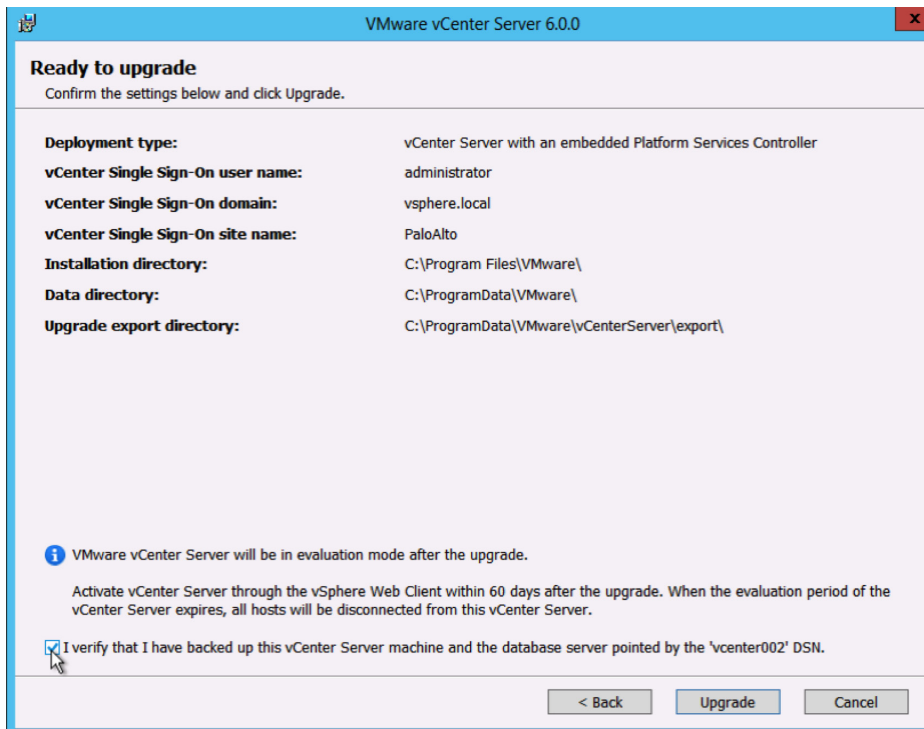 VMware vCenter Server 6.0.0
x
Ready to upgrade
Confirm the settings below and click Upgrade.
Deployment type: vCenter Server with an embedded Platform Services Controller
vCenter Single Sign-On user name: administrator
vCenter Single Sign-On domain: vsphere.local
vCenter Single Sign-On site name: PaloAlto
Installation directory: C:\Program Files\VMware\
Data directory: C:\ProgramData\VMware\
Upgrade export directory: C:\ProgramData\VMware\vCenterServer\export\
VMware vCenter Server will be in evaluation mode after the upgrade.
Activate vCenter Server through the vSphere Web Client within 60 days after the upgrade. When the evaluation period of the
vCenter Server expires, all hosts will be disconnected from this vCenter Server.
I verify that I have backed up this vCenter Server machine and the database server pointed by the 'vcenter002' DSN.
< Back Upgrade Cancel